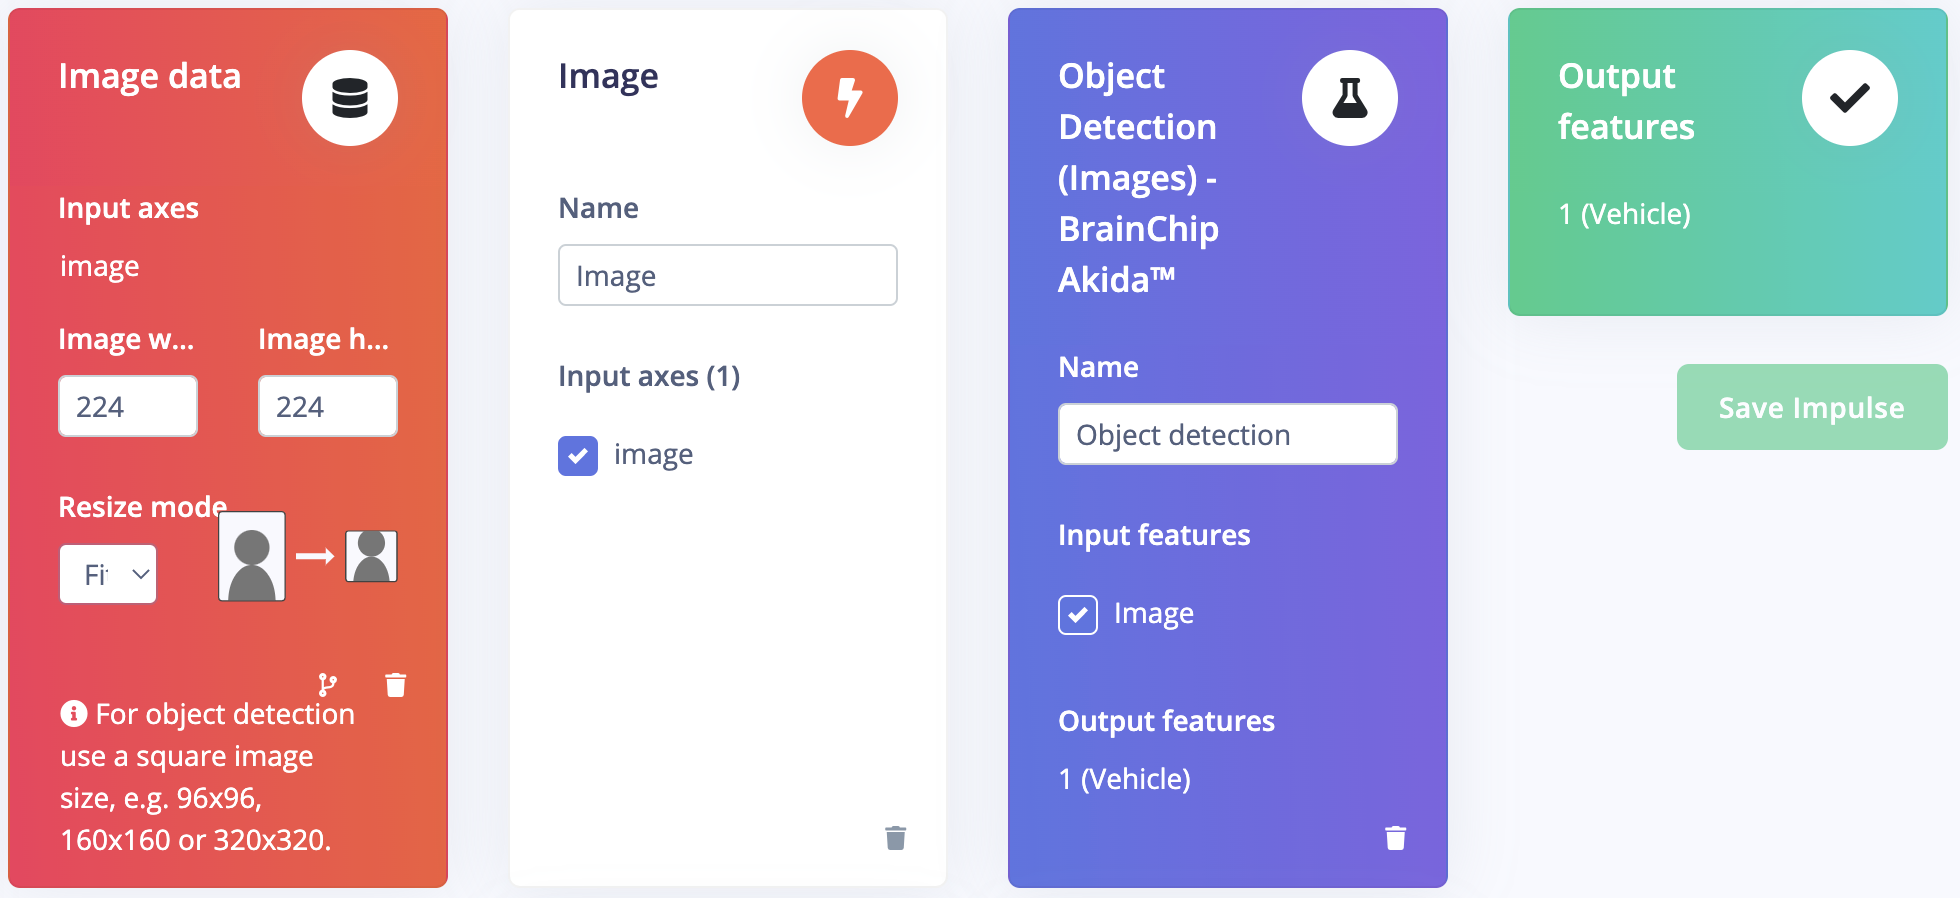 Image data
Input axes
image
Image w... Image h...
224 224
Resize mode
For object detection
use a square image
size, e.g. 96x96,
160x160 or 320x320.
Image
Name
Image
Input axes (1)
image
Object
Detection
(Images) -
BrainChip
Akida™
Name
Object detection
Input features
Image
Output features
1 (Vehicle)
Output
features
1 (Vehicle)
Save Impulse